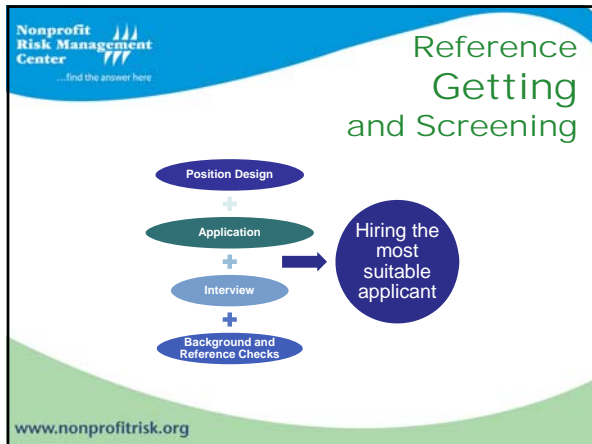 Nonprofit
Risk Management
Center
...find the answer here
Reference
Getting
and Screening
Position Design
Application
Interview
Background and
Reference Checks
Hiring the
most
suitable
applicant
www.nonprofitrisk.org